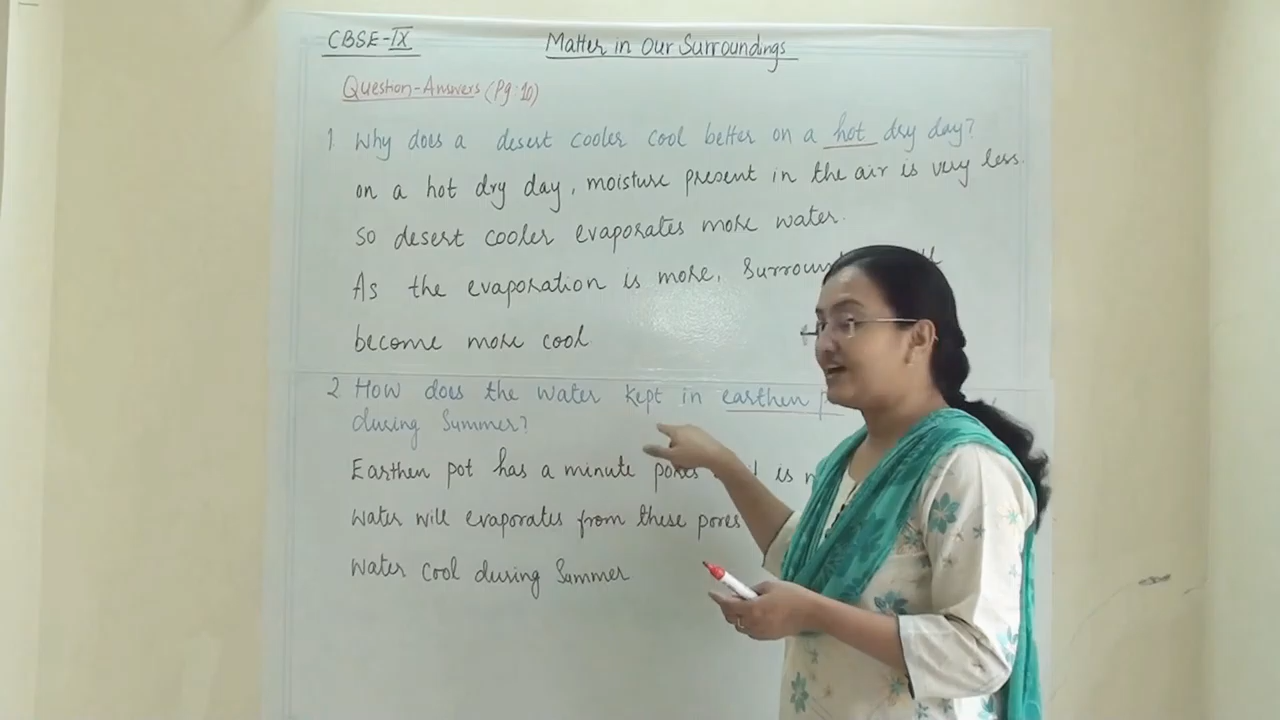 CBSE-IX
Matter in Our Surroundings
Question-Answers (Pg.10)
1. Why does a desert cooler cool better on a hot dry day?
on a hot dry day, moisture present in the air is very less.
So desert cooler evaporates more water.
As the evaporation is more,
become more cool
2. How does the water kept in earthen
during Summer?
Earthen pot has a minute pores is
Water will evaporates from these pores
Water cool during Summer